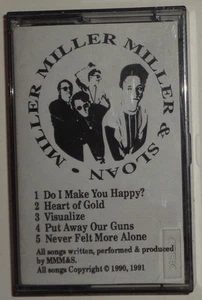 MILLER MILLER MILLER & SLOAN •
1 Do I Make You Happy?
2 Heart of Gold
3 Visualize
4 Put Away Our Guns
5 Never Felt More Alone
All songs written, performed & produced
by MMM&S.
All songs Copyright © 1990, 1991